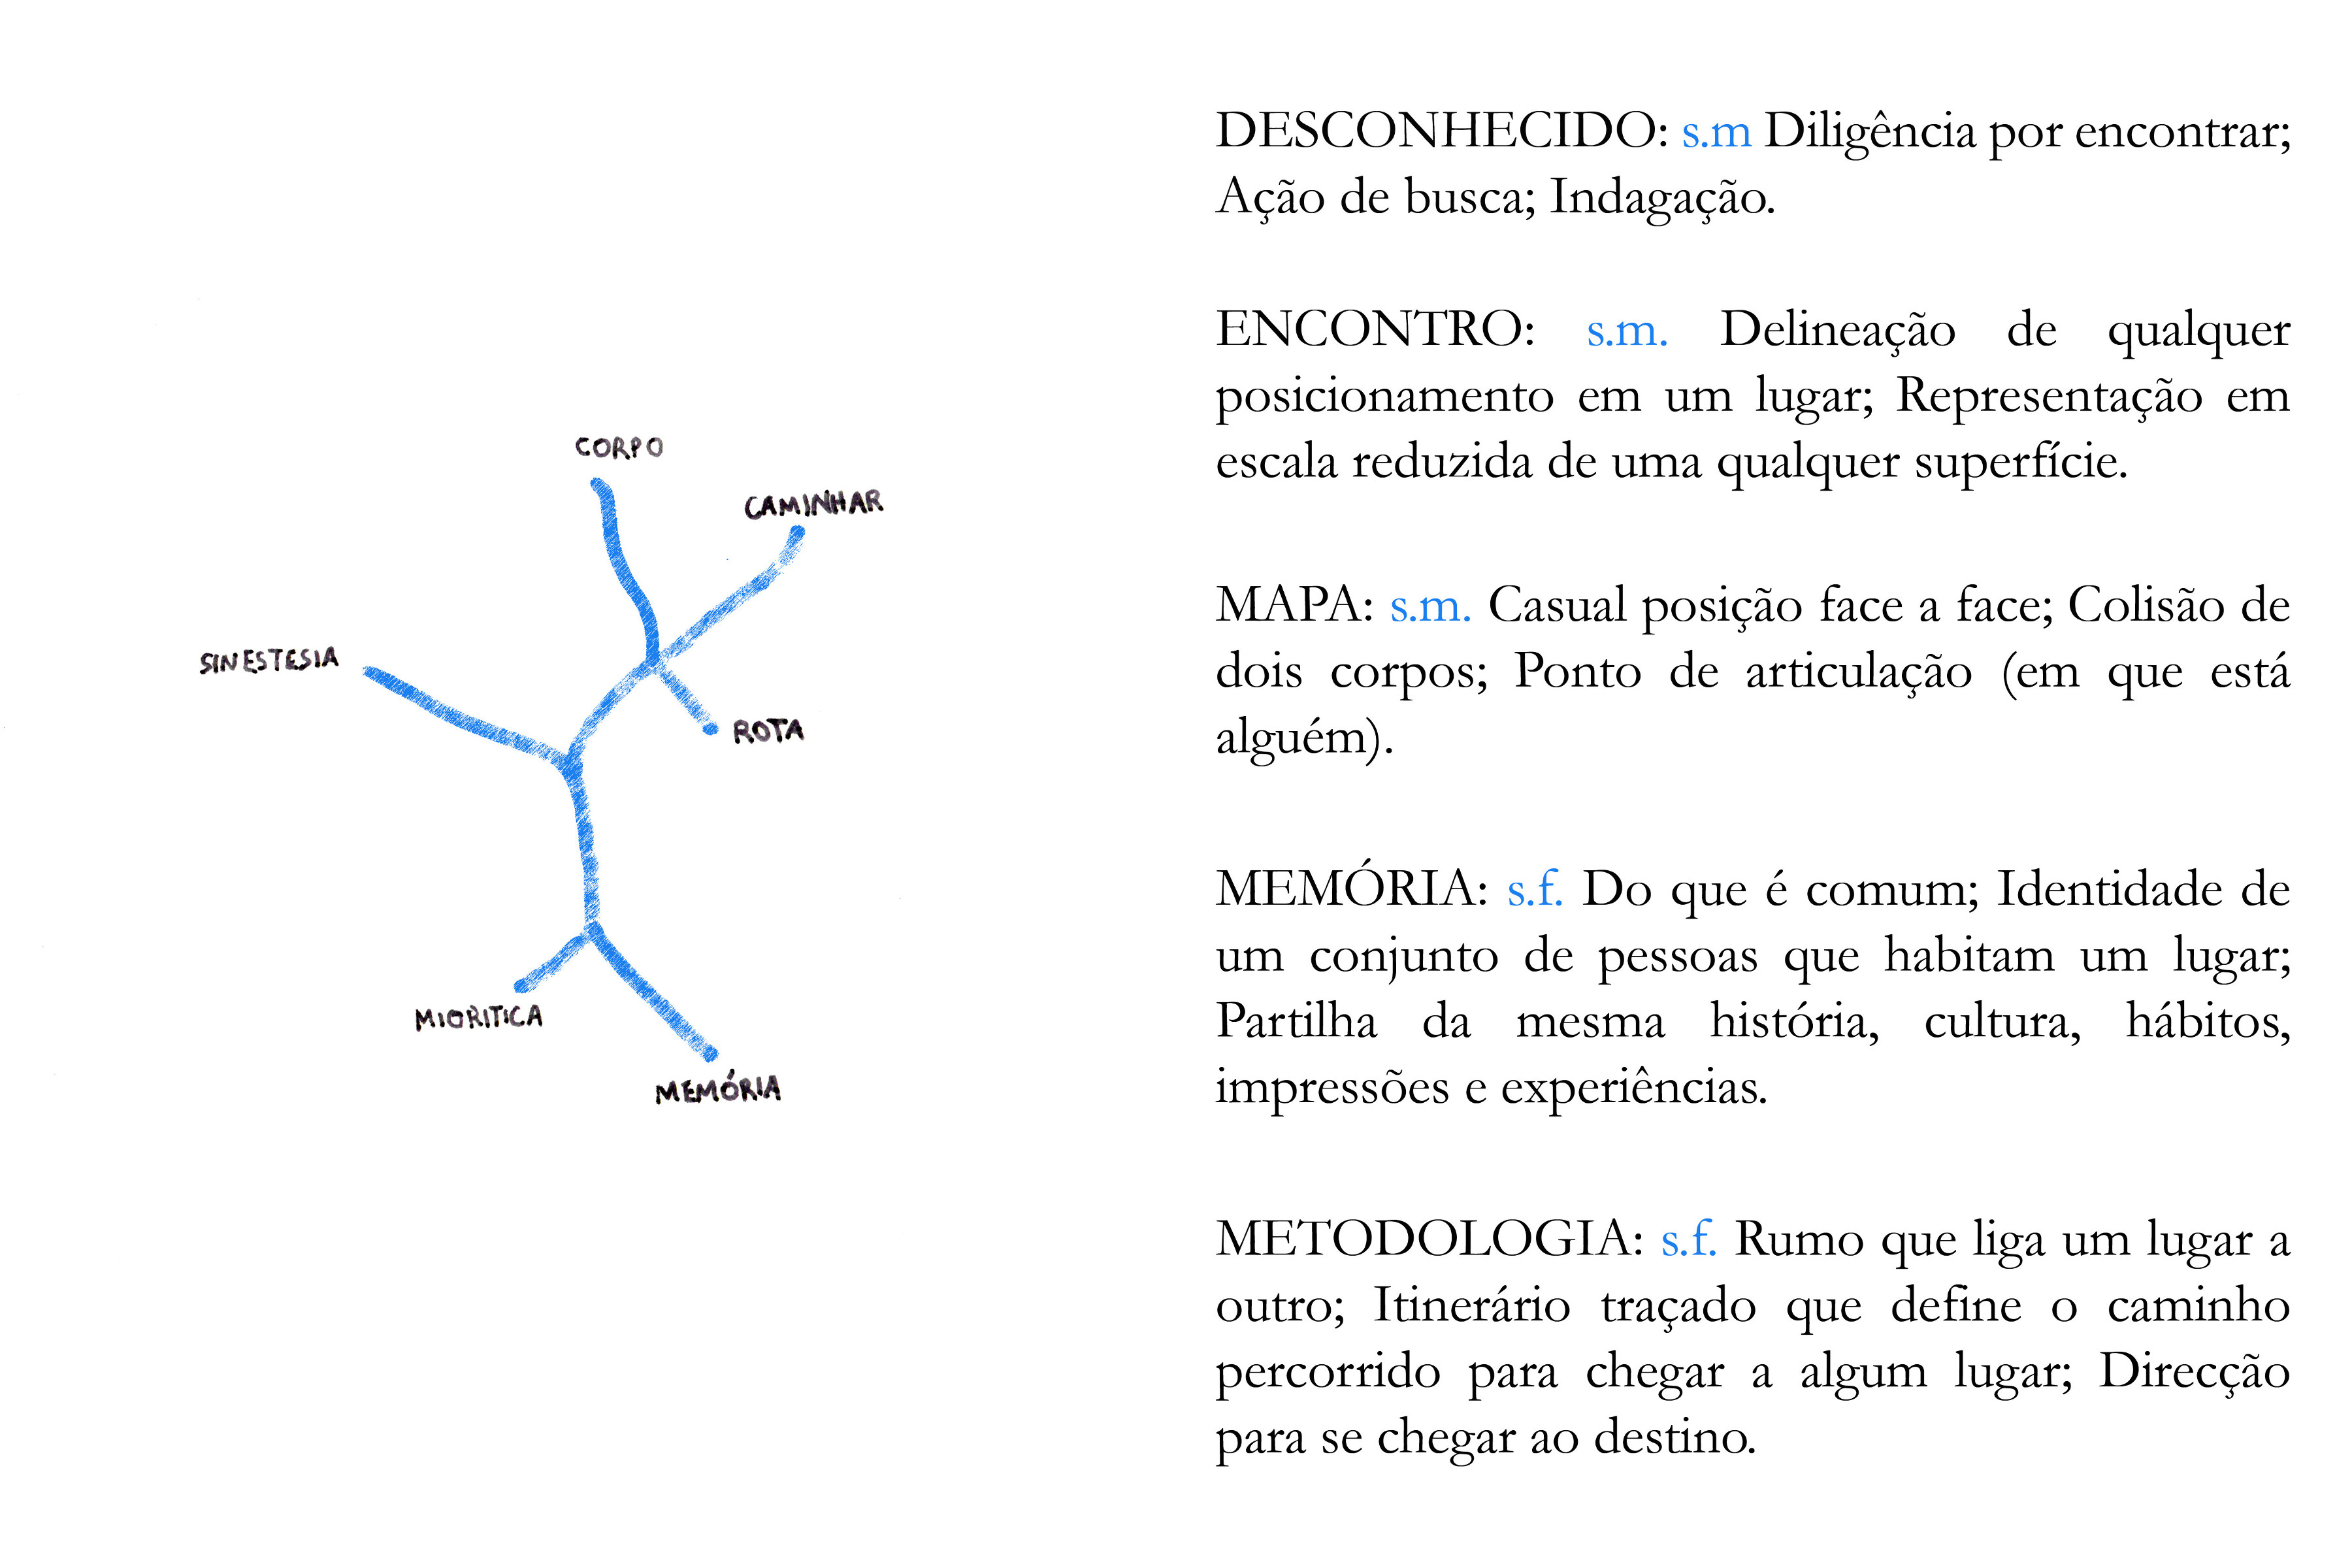 CORPO
CAMINHAR
SINESTESIA
ROTA
MIORITICA
MEMÓRIA
DESCONHECIDO: s.m Diligência por encontrar;
Ação de busca; Indagação.
ENCONTRO: s.m. Delineação de qualquer
posicionamento em um lugar; Representação em
escala reduzida de uma qualquer superfície.
MAPA: s.m. Casual posição face a face; Colisão de
dois corpos; Ponto de articulação (em que está
alguém).
MEMÓRIA: s.f. Do que é comum; Identidade de
um conjunto de pessoas que habitam um lugar;
Partilha da mesma história, cultura, hábitos,
impressões e experiências.
METODOLOGIA: s.f. Rumo que liga um lugar a
outro; Itinerário traçado que define o caminho
percorrido para chegar a algum lugar; Direcção
para se chegar ao destino.